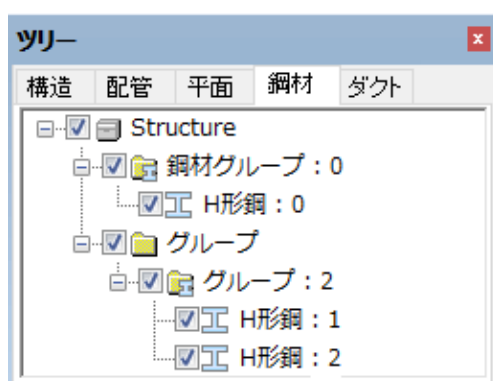 ツリー
構造 配管 平面 鋼材 ダクト
Structure
鋼材グループ：0
H形鋼：0
グループ
グループ：2
H形鋼：1
H形鋼：2